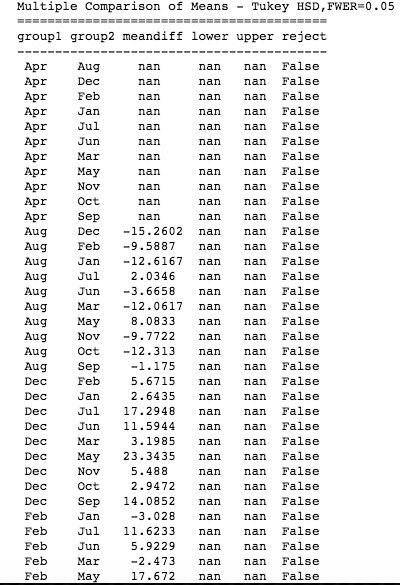 Multiple Comparison of Means - Tukey HSD,FWER=0.05
=======================================
group1 group2 meandiff lower upper reject
---------------------------------------
Apr Aug nan nan nan False
Apr Dec nan nan nan False
Apr Feb nan nan nan False
Apr Jan nan nan nan False
Apr Jul nan nan nan False
Apr Jun nan nan nan False
Apr Mar nan nan nan False
Apr May nan nan nan False
Apr Nov nan nan nan False
Apr Oct nan nan nan False
Apr Sep nan nan nan False
Aug Dec -15.2602 nan nan False
Aug Feb -9.5887 nan nan False
Aug Jan -12.6167 nan nan False
Aug Jul 2.0346 nan nan False
Aug Jun -3.6658 nan nan False
Aug Mar -12.0617 nan nan False
Aug May 8.0833 nan nan False
Aug Nov -9.7722 nan nan False
Aug Oct -12.313 nan nan False
Aug Sep -1.175 nan nan False
Dec Feb 5.6715 nan nan False
Dec Jan 2.6435 nan nan False
Dec Jul 17.2948 nan nan False
Dec Jun 11.5944 nan nan False
Dec Mar 3.1985 nan nan False
Dec May 23.3435 nan nan False
Dec Nov 5.488 nan nan False
Dec Oct 2.9472 nan nan False
Dec Sep 14.0852 nan nan False
Feb Jan -3.028 nan nan False
Feb Jul 11.6233 nan nan False
Feb Jun 5.9229 nan nan False
Feb Mar -2.473 nan nan False
Feb May 17.672 nan nan False